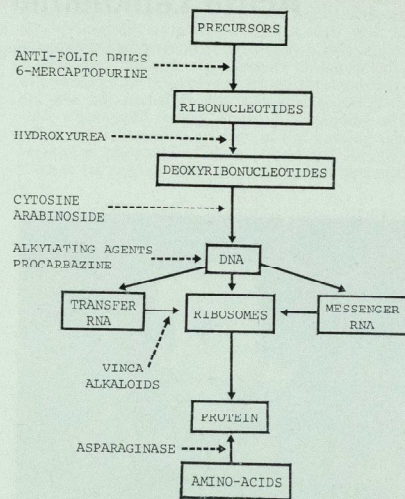 PRECURSORS
ANTI-FOLIC DRUGS
6-MERCAPTOPURINE
RIBONUCLEOTIDES
HYDROXYUREA
DEOXYRIBONUCLEOTIDES
CYTOSINE
ARABINOSIDE
ALKYLATING AGENTS
PROCARBAZINE
DNA
TRANSFER
RNA
RIBOSOMES
MESSENGER
RNA
VINCA
ALKALOIDS
PROTEIN
ASPARAGINASE
AMINO-ACIDS